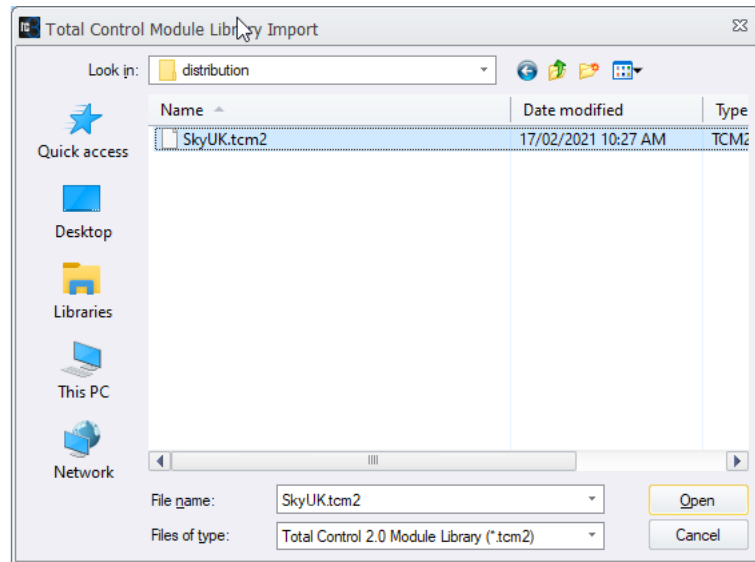 Total Control Module Library Import
Look in: distribution
Name Date modified Type
SkyUK.tcm2 17/02/2021 10:27 AM TCM2
Quick access
Desktop
Libraries
This PC
Network
File name: SkyUK.tcm2 Open
Files of type: Total Control 2.0 Module Library (*.tcm2) Cancel